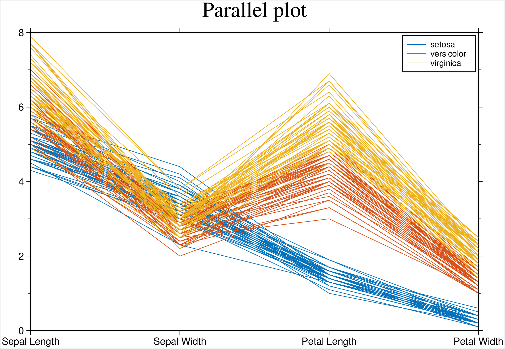 Parallel plot
8
setosa
versicolor
virginica
6
4
2
0
Sepal Length
Sepal Width
Petal Length
Petal Width